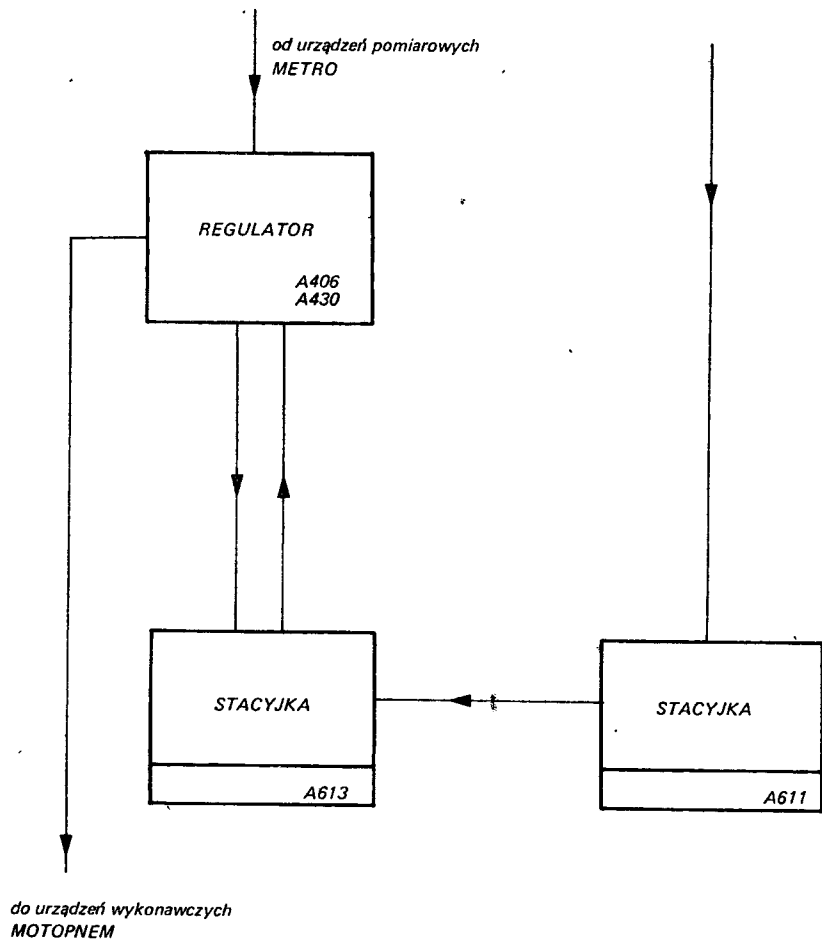 od urządzeń pomiarowych
METRO
REGULATOR
A406
A430
STACYJKA
A613
STACYJKA
A611
do urządzeń wykonawczych
MOTOPNEM